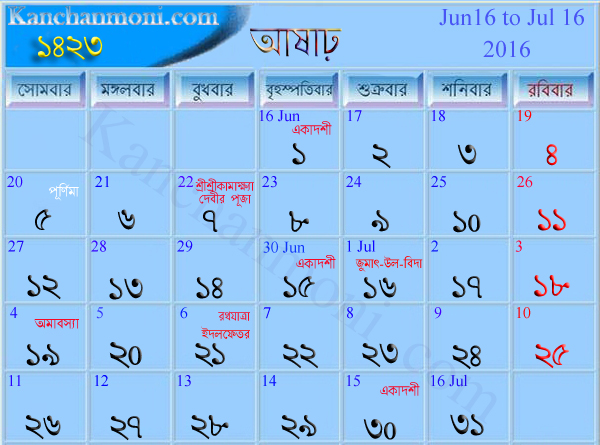 Kanchanmoni.com
১৪২৩
আষাঢ়
Jun16 to Jul 16
2016
সোমবার মঙ্গলবার বুধবার বৃহস্পতিবার শুক্রবার শনিবার রবিবার
16 Jun 17 18 19
একাদশী
১ ২ ৩ ৪
20 21 22 23 24 25 26
পূর্ণিমা শ্রীশ্রীকামাক্ষ্যা
দেবীর পূজা
৫ ৬ ৭ ৮ ৯ ১০ ১১
27 28 29 30 Jun 1 Jul 2 3
একাদশী জুমাৎ-উল-বিদা
১২ ১৩ ১৪ ১৫ ১৬ ১৭ ১৮
4 5 6 7 8 9 10
অমাবস্যা রথযাত্রা
ইদলফেত্তর
১৯ ২০ ২১ ২২ ২৩ ২৪ ২৫
11 12 13 14 15 16 Jul
একাদশী
২৬ ২৭ ২৮ ২৯ ৩০ ৩১
Kanchanmoni.com